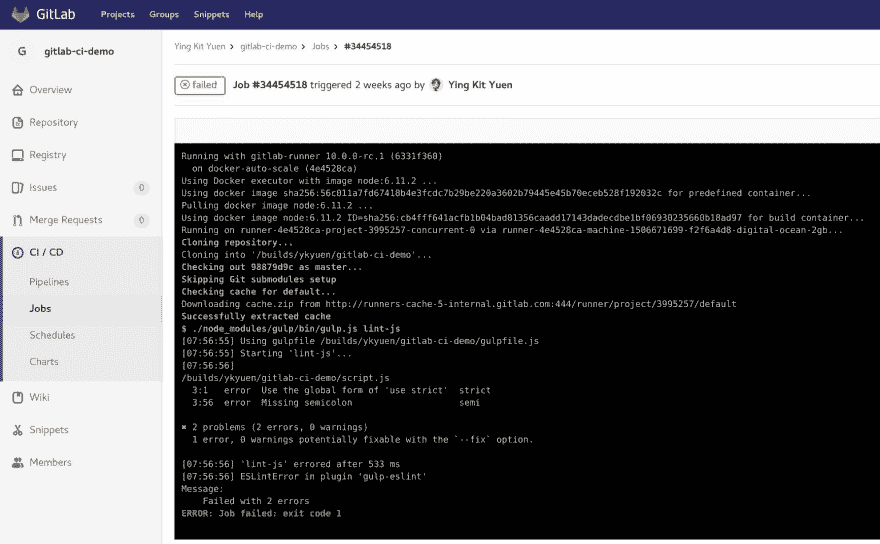 GitLab Projects Groups Snippets Help
G gitlab-ci-demo
Overview
Repository
Registry
Issues 0
Merge Requests 0
CI / CD
Pipelines
Jobs
Schedules
Charts
Wiki
Snippets
Members
Ying Kit Yuen > gitlab-ci-demo > Jobs > #34454518
failed Job #34454518 triggered 2 weeks ago by Ying Kit Yuen
Running with gitlab-runner 10.0.0-rc.1 (6331f360)
on docker-auto-scale (4e4528ca)
Using Docker executor with image node:6.11.2 ...
Using docker image sha256:56c011a7fd67418b4e3fcdc7b29be220a3602b79445e45b70eceb528f192032c for predefined container...
Pulling docker image node:6.11.2 ...
Using docker image node:6.11.2 ID=sha256:cb4fff641acfb1b04bad81356caadd17143dadecdbe1bf06930235660b18ad97 for build container...
Running on runner-4e4528ca-project-3995257-concurrent-0 via runner-4e4528ca-machine-1506671699-f2f6a4d8-digital-ocean-2gb...
Cloning repository...
Cloning into '/builds/ykyuen/gitlab-ci-demo'...
Checking out 98879d9c as master...
Skipping Git submodules setup
Checking cache for default...
Downloading cache.zip from http://runners-cache-5-internal.gitlab.com:444/runner/project/3995257/default
Successfully extracted cache
$ ./node_modules/gulp/bin/gulp.js lint-js
[07:56:55] Using gulpfile /builds/ykyuen/gitlab-ci-demo/gulpfile.js
[07:56:55] Starting 'lint-js'...
[07:56:56]
/builds/ykyuen/gitlab-ci-demo/script.js
3:1 error Use the global form of 'use strict' strict
3:56 error Missing semicolon semi
✖ 2 problems (2 errors, 0 warnings)
1 error, 0 warnings potentially fixable with the `--fix` option.
[07:56:56] 'lint-js' errored after 533 ms
[07:56:56] ESLintError in plugin 'gulp-eslint'
Message:
Failed with 2 errors
ERROR: Job failed: exit code 1